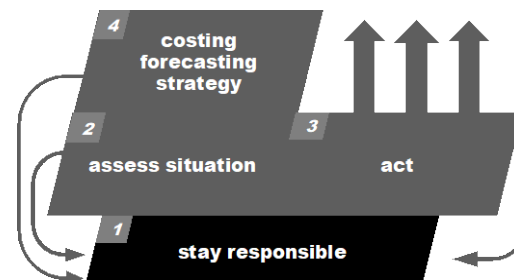 4
costing
forecasting
strategy
2
assess situation
3
act
1
stay responsible